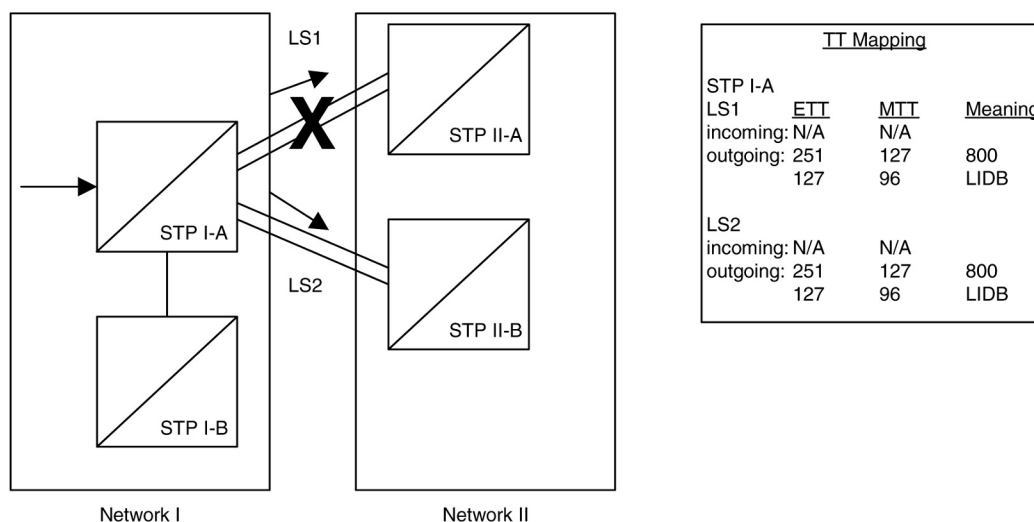 LS1
STP II-A
STP I-A
LS2
STP II-B
STP I-B
Network I
Network II
TT Mapping
STP I-A
LS1 ETT MTT Meaning
incoming: N/A N/A
outgoing: 251 127 800
127 96 LIDB
LS2
incoming: N/A N/A
outgoing: 251 127 800
127 96 LIDB